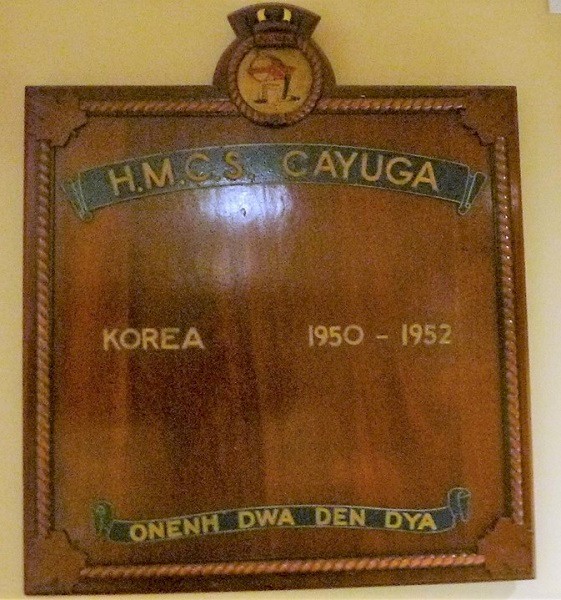 H.M.C.S. CAYUGA
KOREA 1950 - 1952
ONENH DWA DEN DYA